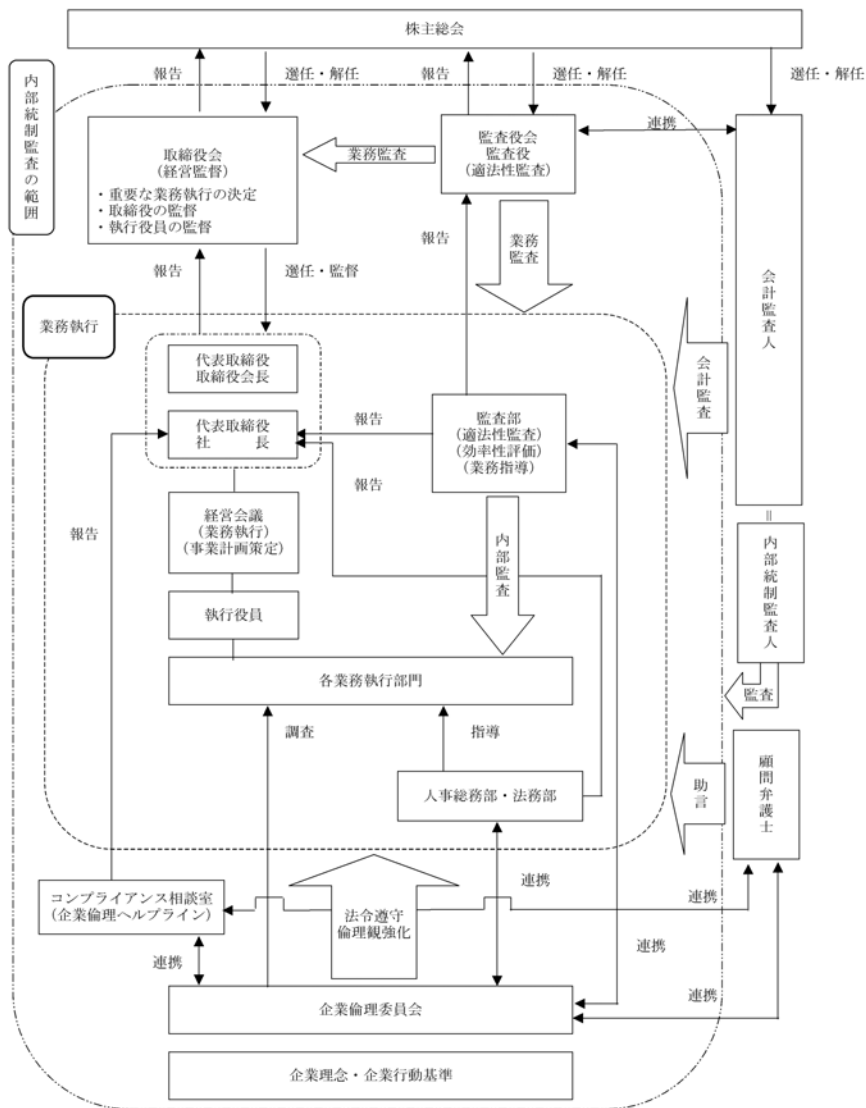 株主総会
報告
選任・解任
報告
選任・解任
選任・解任
内部統制監査の範囲
取締役会
(経営監督)
・重要な業務執行の決定
・取締役の監督
・執行役員の監督
業務監査
監査役会
監査役
(適法性監査)
連携
会計監査人
報告
選任・監督
報告
業務
監査
業務執行
代表取締役
取締役会長
代表取締役
社　　長
報告
報告
監査部
(適法性監査)
(効率性評価)
(業務指導)
会計監査
経営会議
(業務執行)
(事業計画策定)
報告
内部監査
=
内部統制監査人
執行役員
各業務執行部門
監査
調査
指導
人事総務部・法務部
助言
顧問弁護士
コンプライアンス相談室
(企業倫理ヘルプライン)
法令遵守
倫理観強化
連携
連携
連携
連携
連携
企業倫理委員会
企業理念・企業行動基準